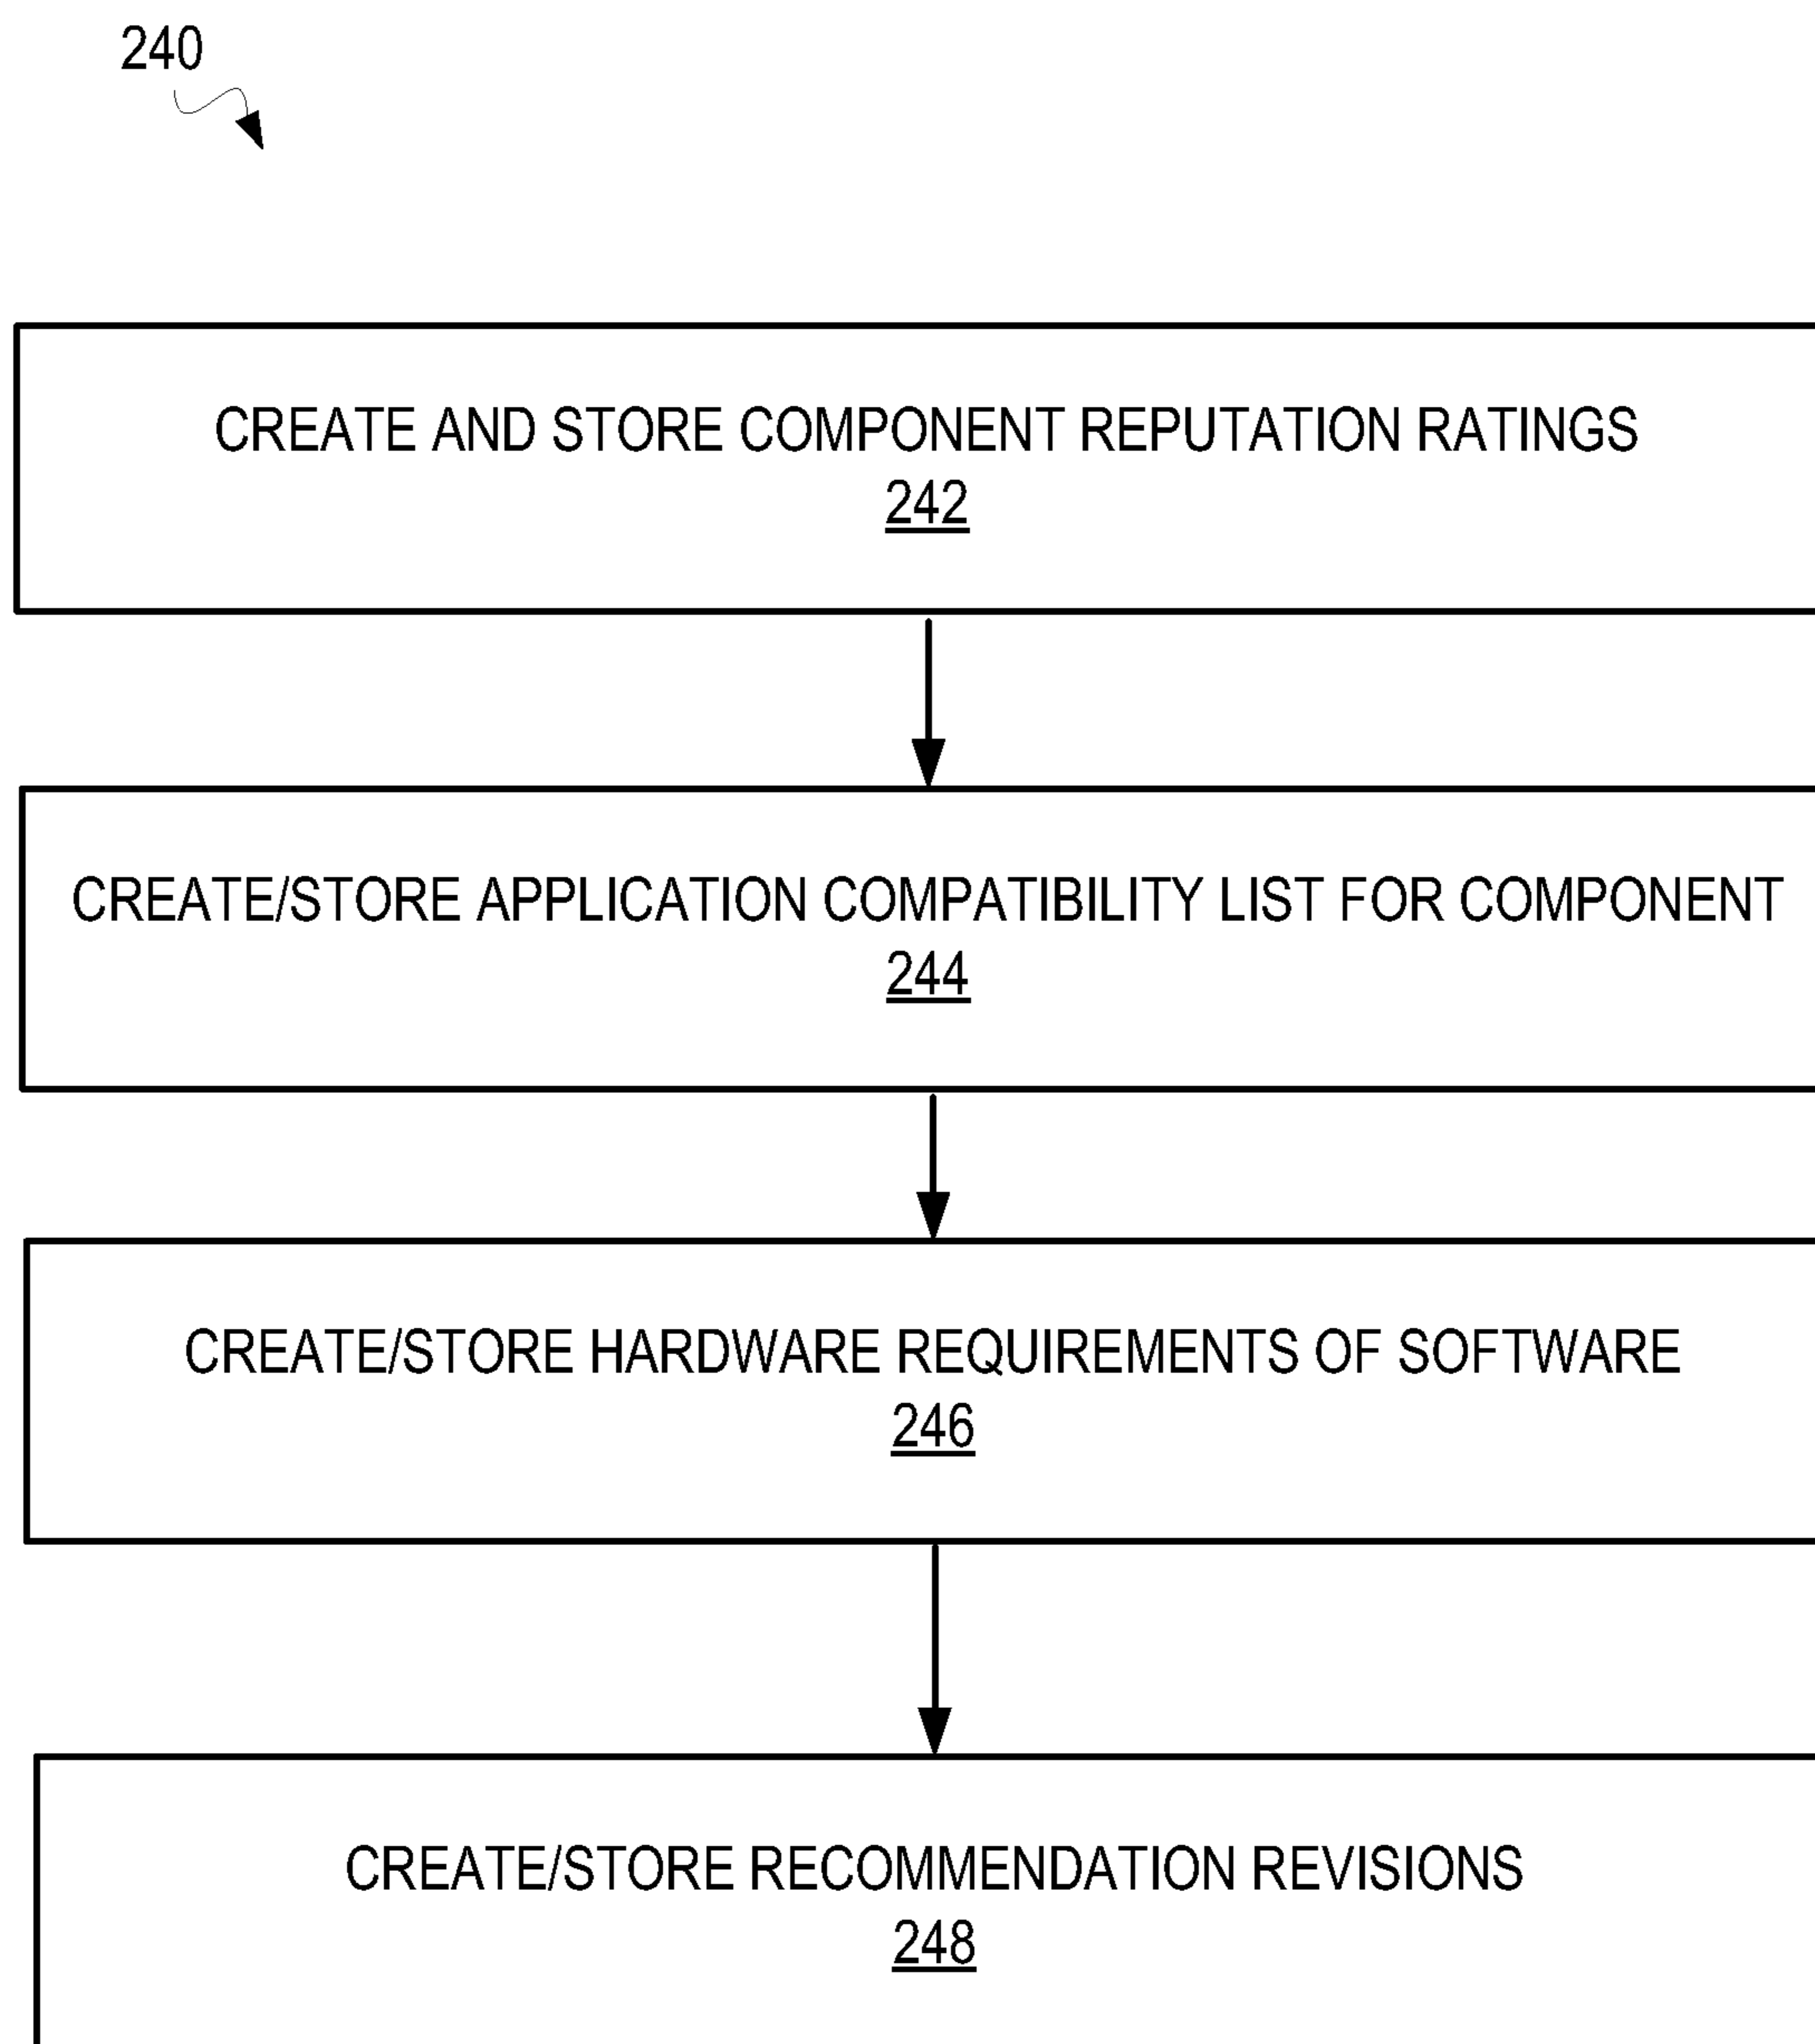 240
CREATE AND STORE COMPONENT REPUTATION RATINGS
242
CREATE/STORE APPLICATION COMPATIBILITY LIST FOR COMPONENT
244
CREATE/STORE HARDWARE REQUIREMENTS OF SOFTWARE
246
CREATE/STORE RECOMMENDATION REVISIONS
248